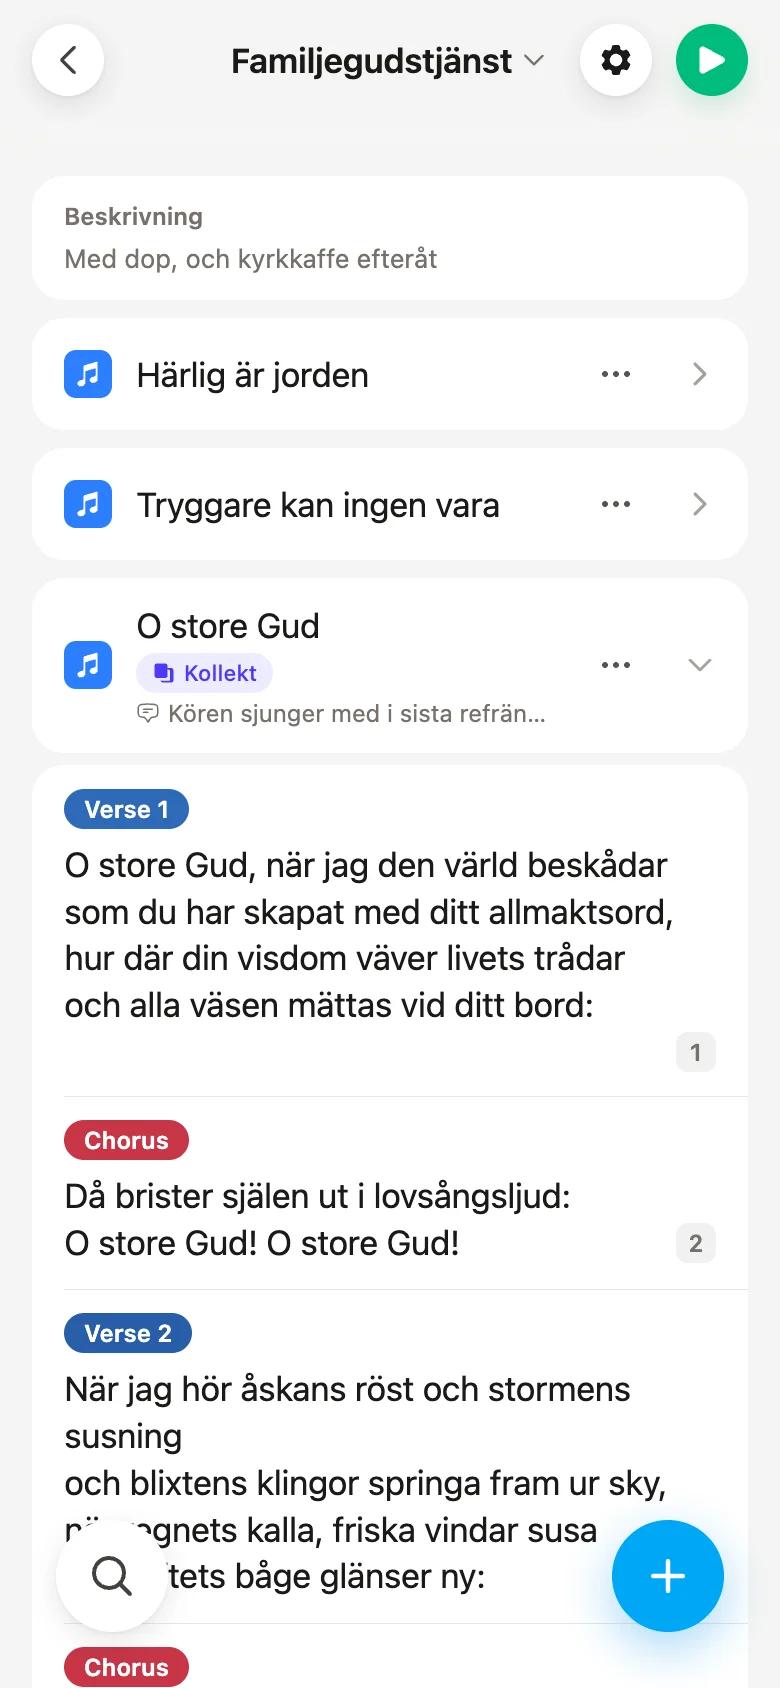 Familjegudstjänst
Beskrivning
Med dop, och kyrkkaffe efteråt
Härlig är jorden
Tryggare kan ingen vara
O store Gud
Kollekt
Kören sjunger med i sista refrän...
Verse 1
O store Gud, när jag den värld beskådar
som du har skapat med ditt allmaktsord,
hur där din visdom väver livets trådar
och alla väsen mättas vid ditt bord:
1
Chorus
Då brister själen ut i lovsångsljud:
O store Gud! O store Gud!
2
Verse 2
När jag hör åskans röst och stormens
susning
och blixtens klingor springa fram ur sky,
kalla, friska vindar susa
båge glänser ny:
Chorus